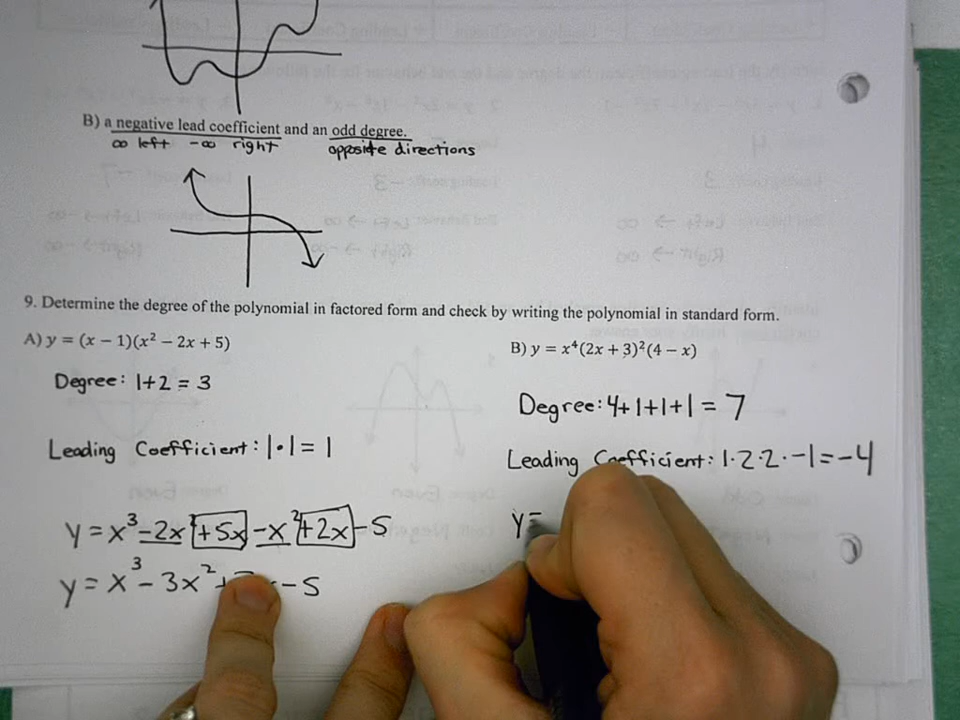 B) a negative lead coefficient and an odd degree.
∞ left -∞ right opposite directions
9. Determine the degree of the polynomial in factored form and check by writing the polynomial in standard form.
A) y = (x − 1)(x² − 2x + 5)
Degree: 1+2 = 3
Leading Coefficient: 1•1 = 1
y = x³ - 2x² + 5x - x² + 2x - 5
y = x³ - 3x² + - 5
B) y = x⁴(2x + 3)²(4 − x)
Degree: 4+1+1+1 = 7
Leading Coefficient: 1·2·2·-1 = -4
y =